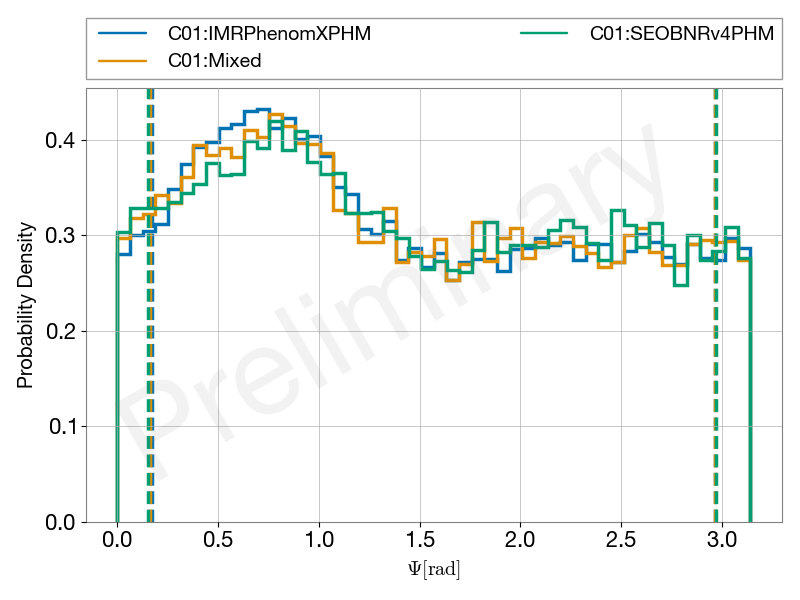 C01:IMRPhenomXPHM
C01:Mixed
C01:SEOBNRv4PHM
Probability Density
0.4
0.3
0.2
0.1
0.0
Preliminary
0.0 0.5 1.0 1.5 2.0 2.5 3.0
Ψ[rad]